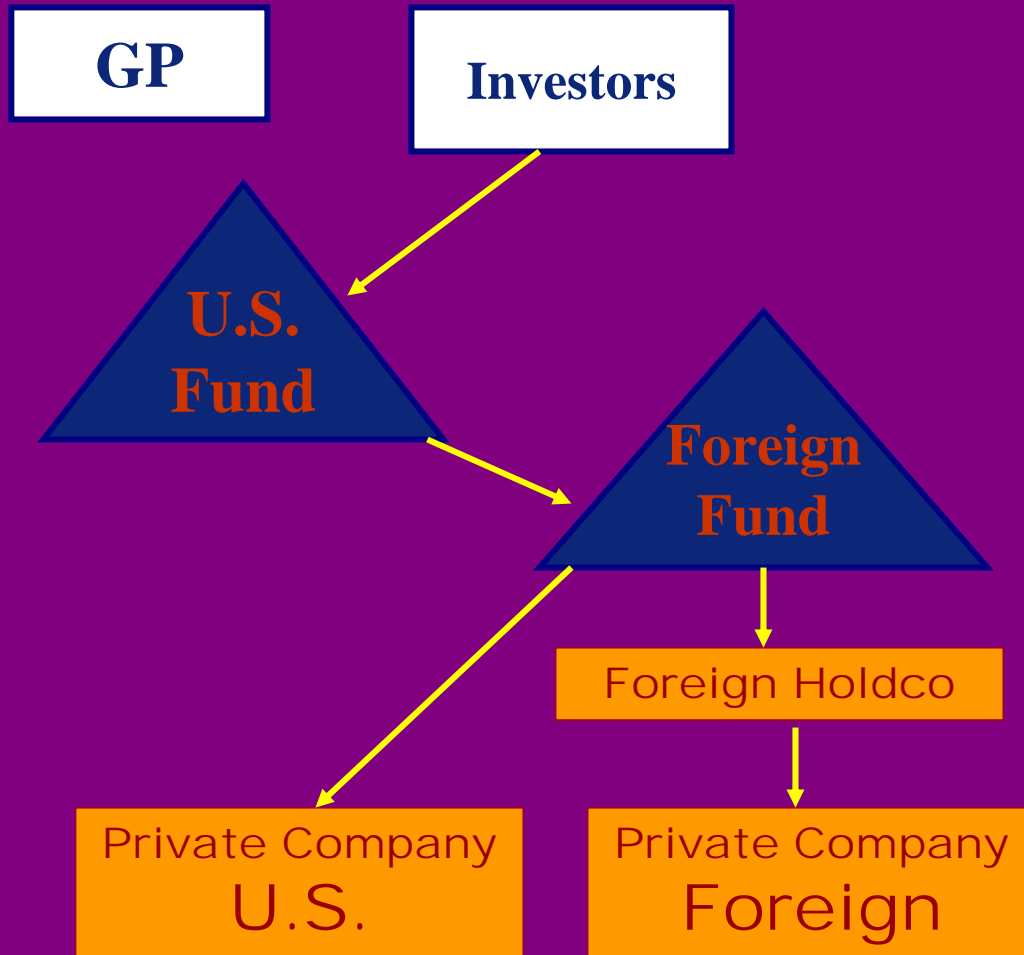 GP
Investors
U.S.
Fund
Foreign
Fund
Foreign Holdco
Private Company
U.S.
Private Company
Foreign